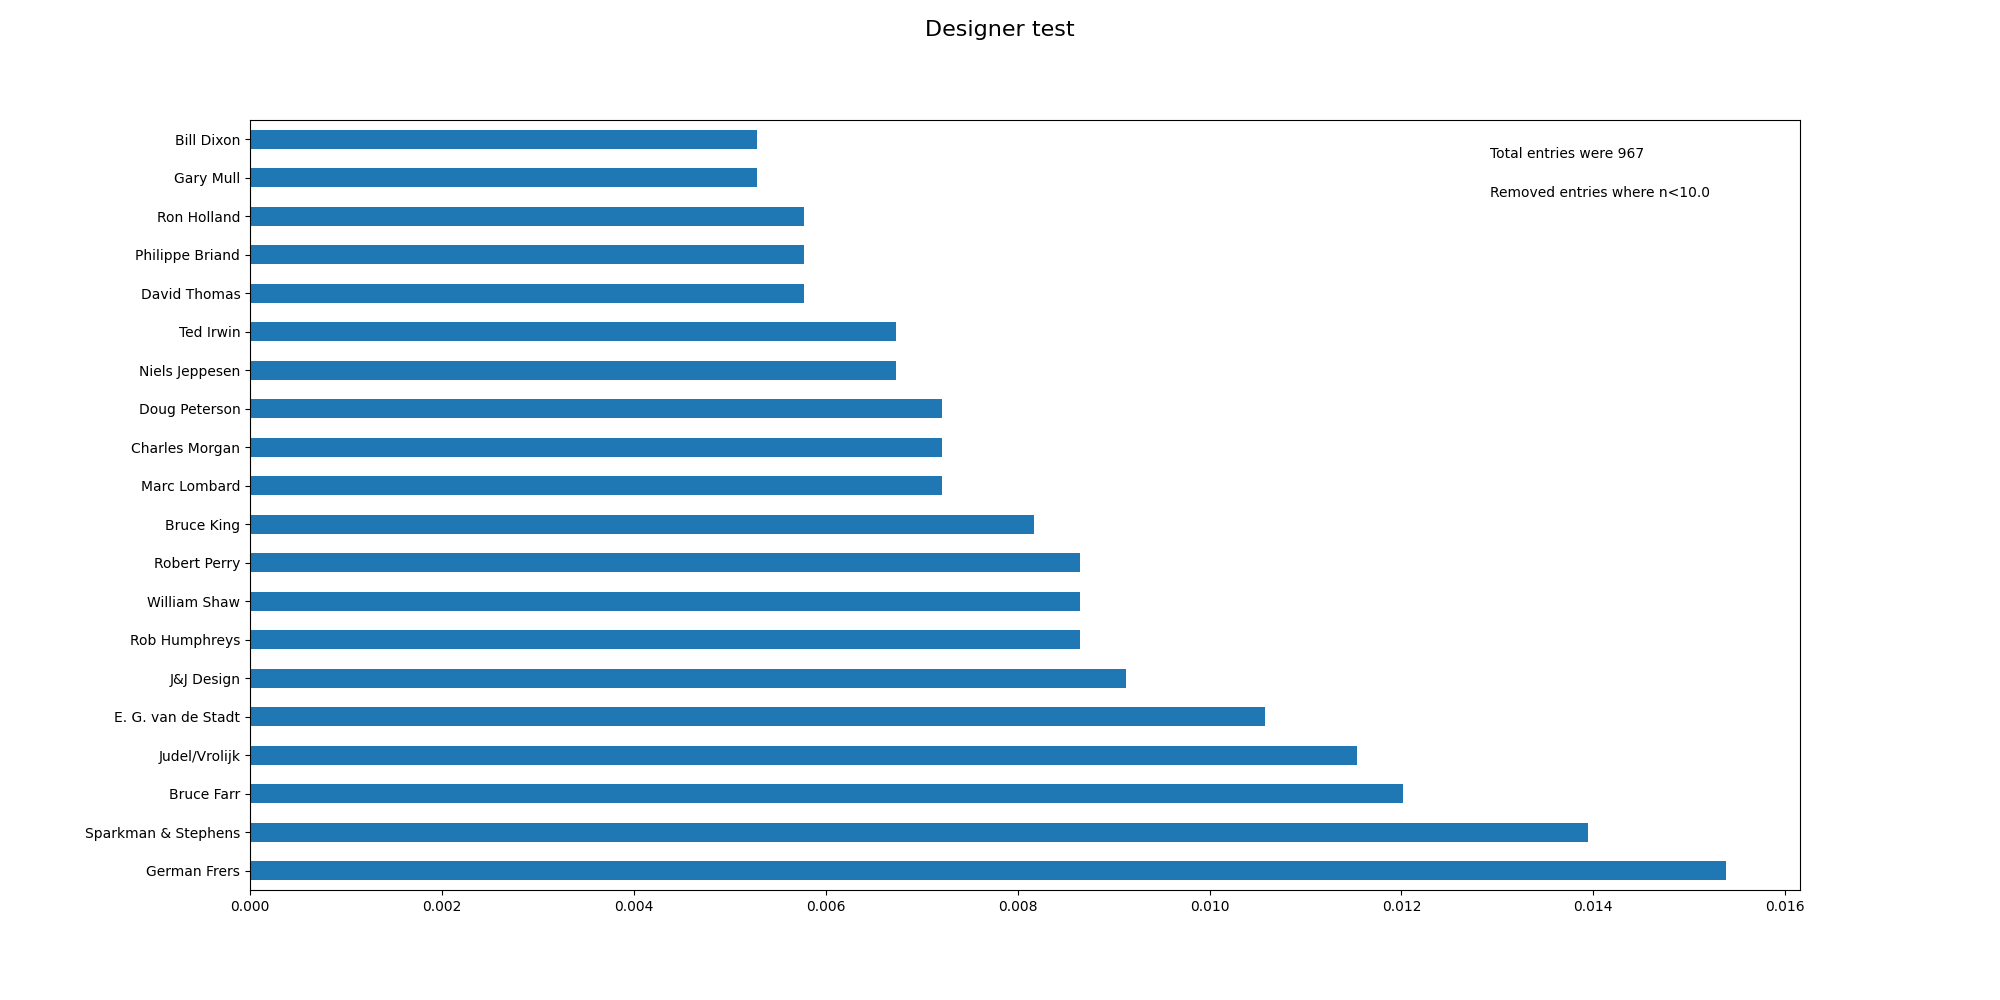 Designer test
Bill Dixon
Gary Mull
Ron Holland
Philippe Briand
David Thomas
Ted Irwin
Niels Jeppesen
Doug Peterson
Charles Morgan
Marc Lombard
Bruce King
Robert Perry
William Shaw
Rob Humphreys
J&J Design
E. G. van de Stadt
Judel/Vrolijk
Bruce Farr
Sparkman & Stephens
German Frers
Total entries were 967
Removed entries where n<10.0
0.000 0.002 0.004 0.006 0.008 0.010 0.012 0.014 0.016